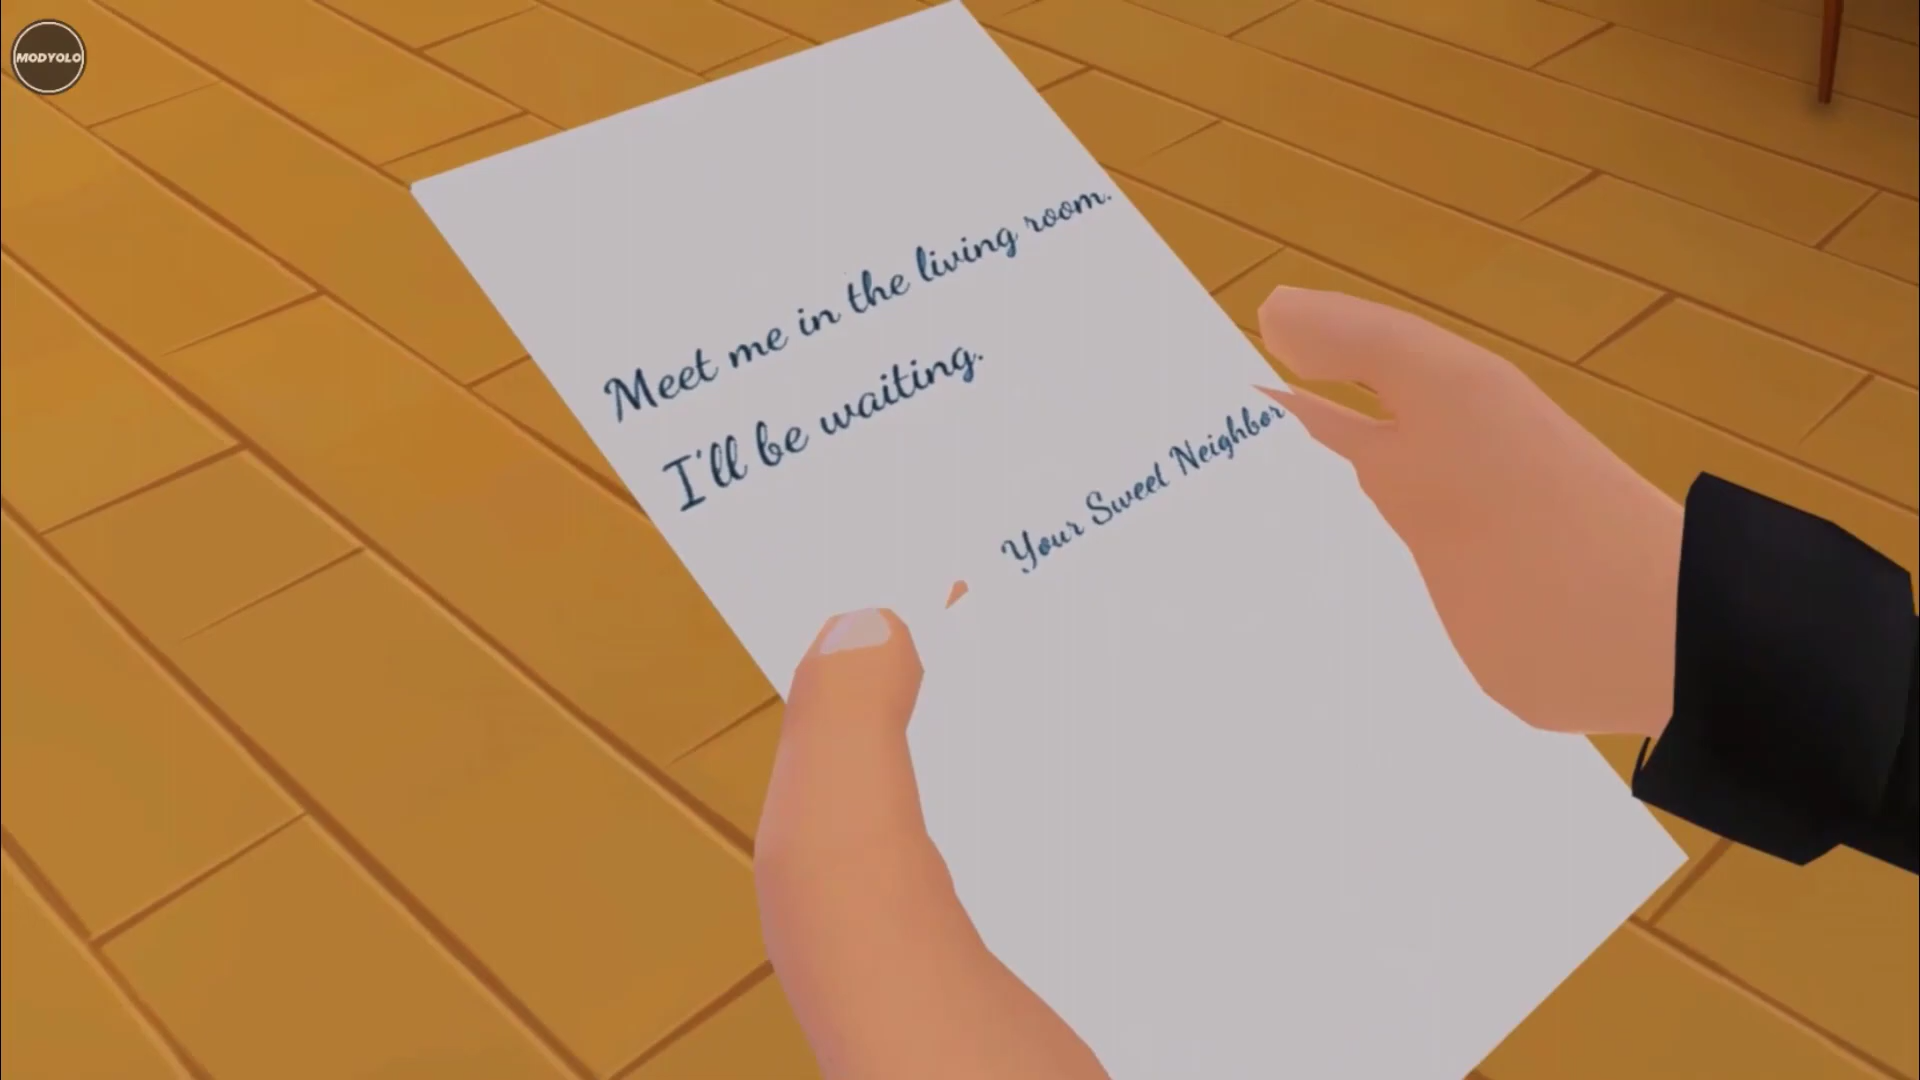 MODYOLO
Meet me in the living room.
I'll be waiting.
Your Sweet Neighbor